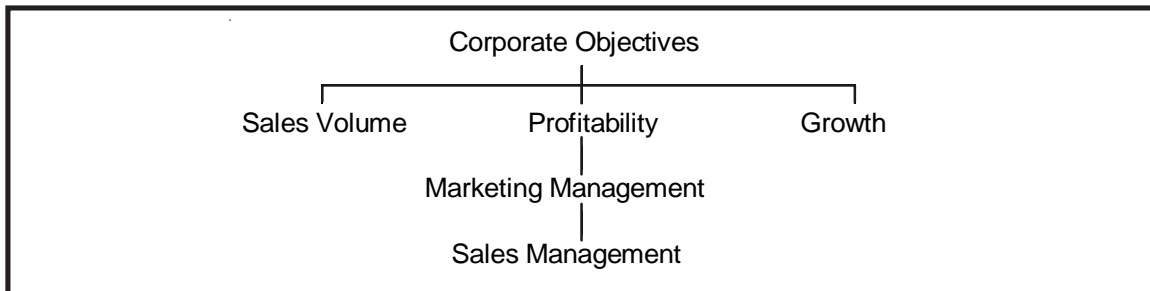 Corporate Objectives
Sales Volume Profitability Growth
Marketing Management
Sales Management